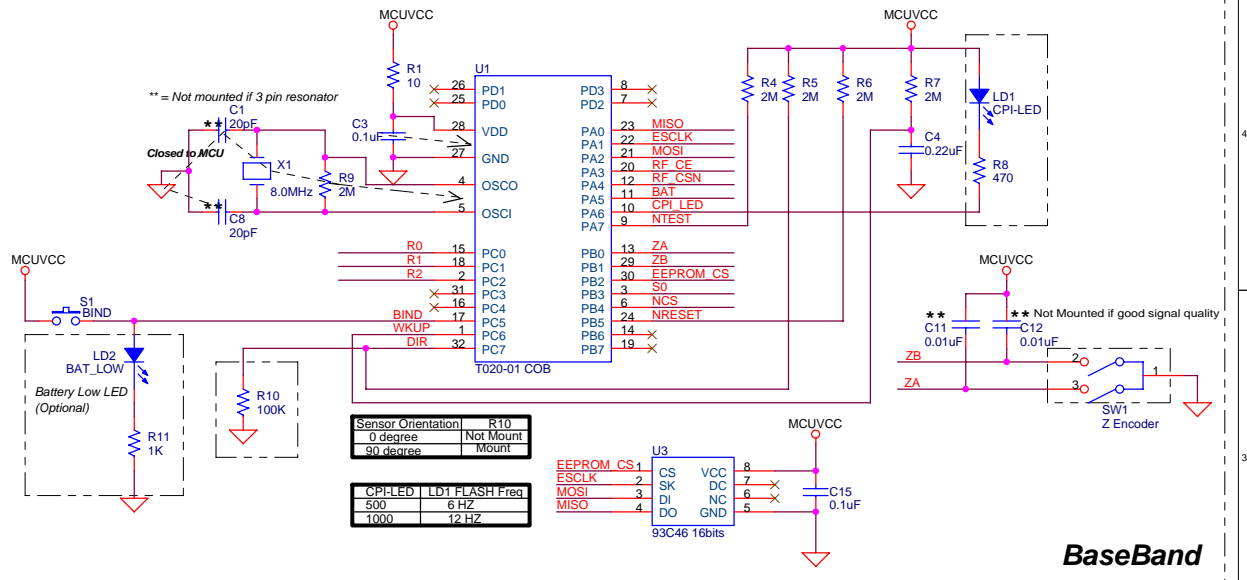 MCUVCC
MCUVCC
R1
10
U1
** = Not mounted if 3 pin resonator
C1
20pF
**
C3
0.1uF
Closed to MCU
X1
8.0MHz
R9
2M
**
C8
20pF
26 PD1
25 PD0
28 VDD
27 GND
4 OSCO
5 OSCI
R0 15 PC0
R1 18 PC1
R2 2 PC2
31 PC3
16 PC4
BIND 17 PC5
WKUP 1 PC6
DIR 32 PC7
PD3 8
PD2 7
PA0 23 MISO
PA1 22 ESCLK
PA2 21 MOSI
PA3 20 RF_CE
PA4 12 RF_CSN
PA5 11 BAT
PA6 10 CPI_LED
PA7 9 NTEST
PB0 13 ZA
PB1 29 ZB
PB2 30 EEPROM_CS
PB3 3 S0
PB4 6 NCS
PB5 24 NRESET
PB6 14
PB7 19
T020-01 COB
R4
2M
R5
2M
R6
2M
R7
2M
LD1
CPI-LED
C4
0.22uF
R8
470
4
MCUVCC
S1
BIND
LD2
BAT_LOW
Battery Low LED
(Optional)
R11
1K
R10
100K
MCUVCC
**
C11
0.01uF
** Not Mounted if good signal quality
C12
0.01uF
ZB
ZA
2
3
1
SW1
Z Encoder
Sensor Orientation R10
0 degree Not Mount
90 degree Mount
CPI-LED LD1 FLASH Freq
500 6 HZ
1000 12 HZ
MCUVCC
U3
EEPROM_CS 1 CS VCC 8
ESCLK 2 SK DC 7
MOSI 3 DI NC 6
MISO 4 DO GND 5
93C46 16bits
C15
0.1uF
3
BaseBand